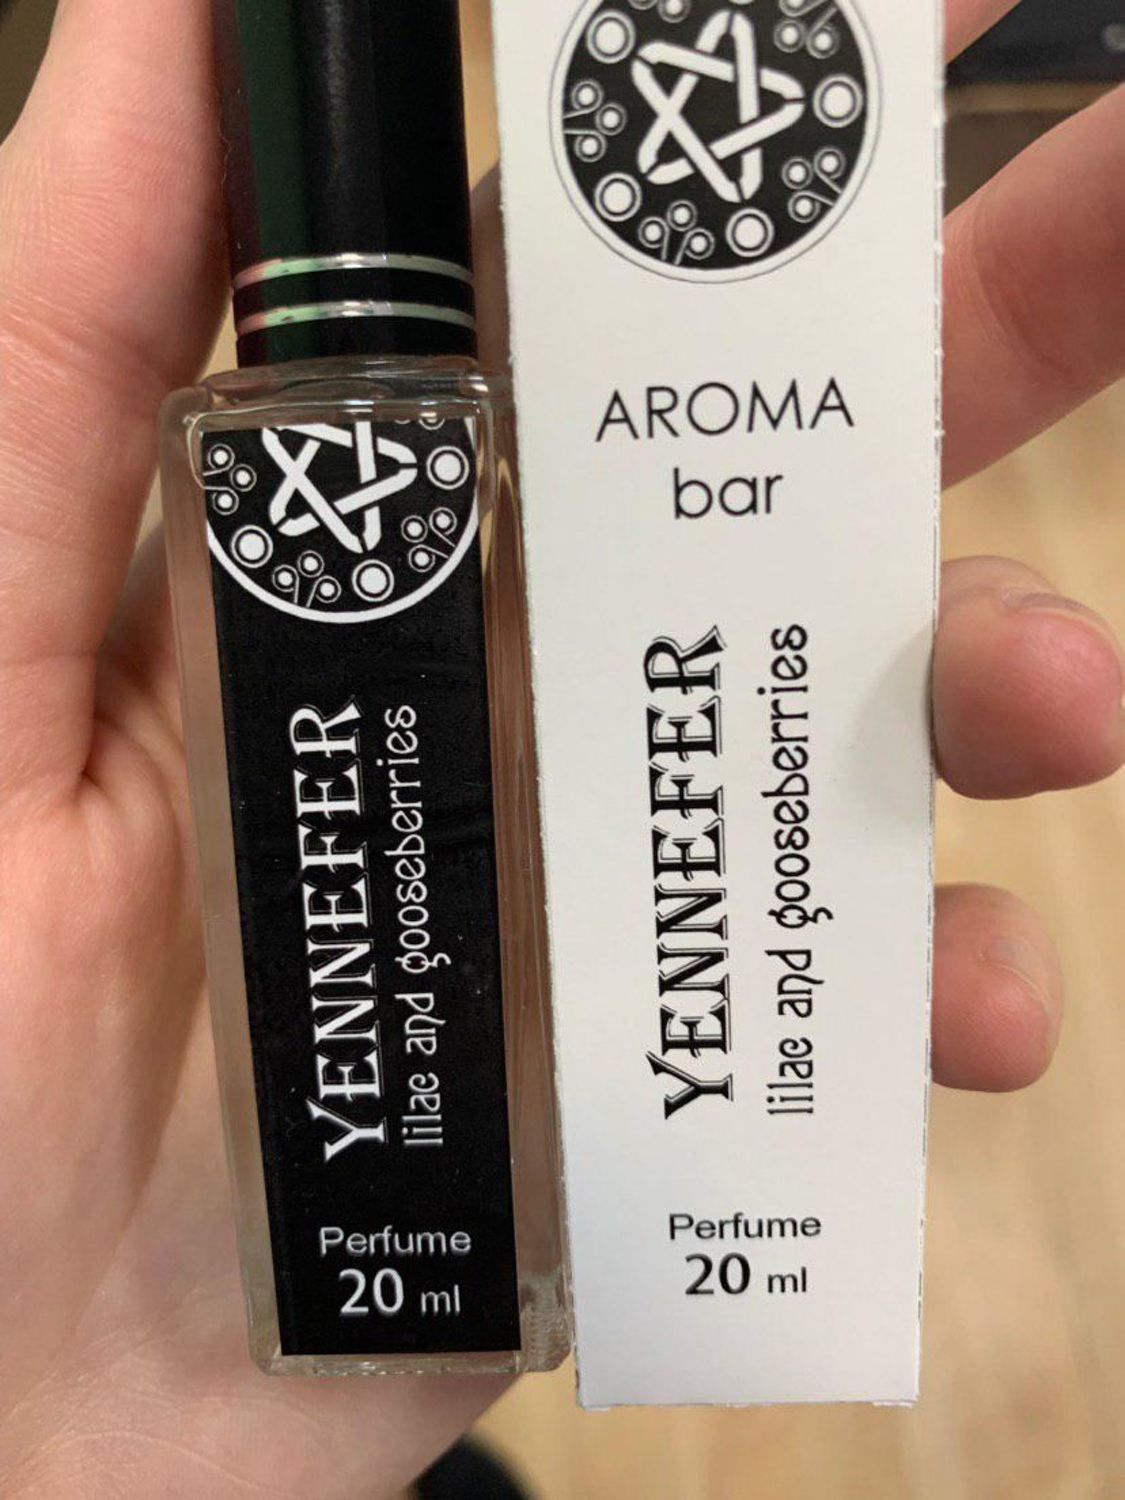 YENNEFER
lilac and gooseberries
Perfume
20 ml
AROMA
bar
YENNEFER
lilac and gooseberries
Perfume
20 ml